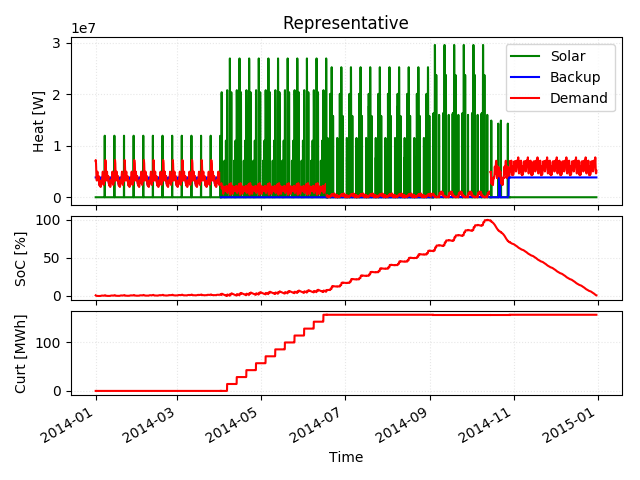 Representative
1e7
3
2
1
0
Heat [W]
Solar
Backup
Demand
100
50
0
SoC [%]
100
0
Curt [MWh]
2014-01
2014-03
2014-05
2014-07
2014-09
2014-11
2015-01
Time